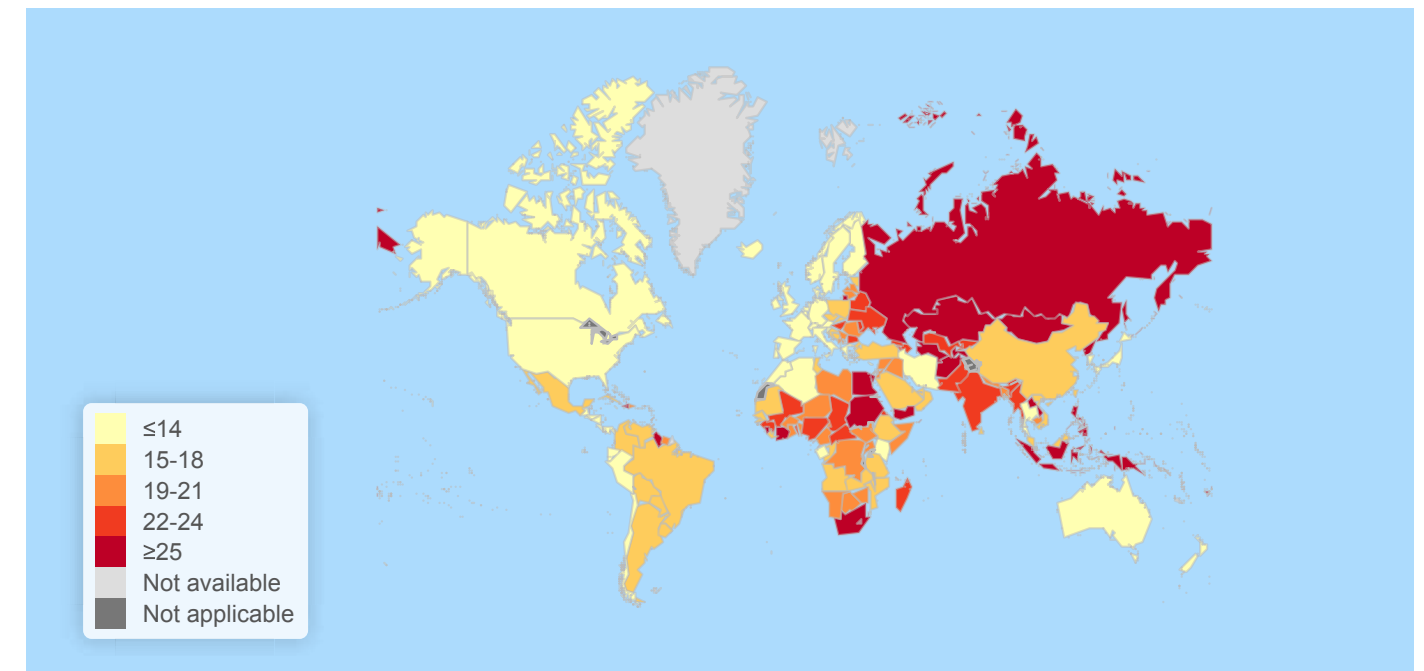 ≤14
15-18
19-21
22-24
≥25
Not available
Not applicable